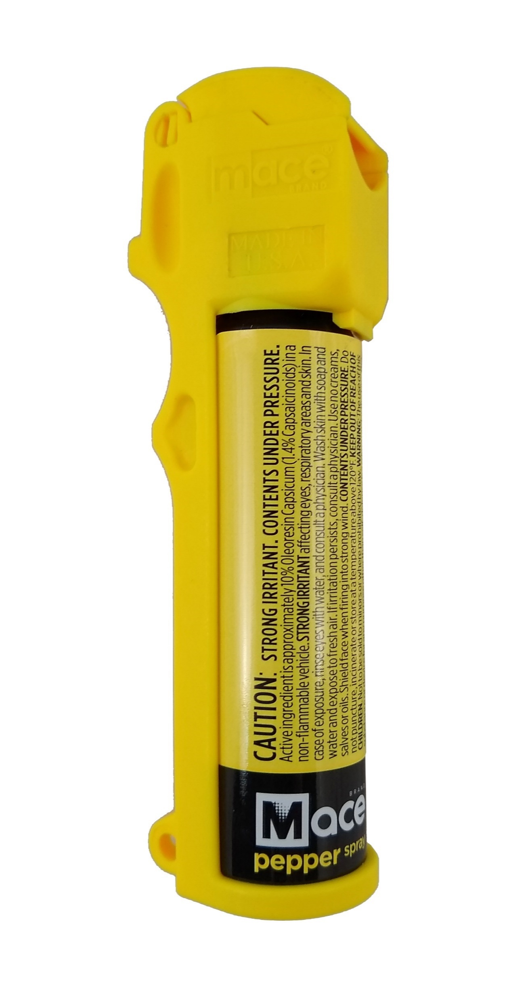 mace
BRAND
MADE IN
U.S.A.
CAUTION: STRONG IRRITANT. CONTENTS UNDER PRESSURE.
Active ingredient is approximately 10% Oleoresin Capsicum (1.4% Capsaicinoids) in a
non-flammable vehicle. STRONG IRRITANT affecting eyes, respiratory areas and skin. In
case of exposure, rinse eyes with water, and consult a physician. Wash skin with soap and
water and expose to fresh air. If irritation persists, consult a physician. Use no creams,
salves or oils. Shield face when firing into strong wind. CONTENTS UNDER PRESSURE. Do
not puncture, incinerate or store at a temperature above 120°F. KEEP OUT OF REACH OF
CHILDREN. Not to be sold to minors or where prohibited by law. WARNING: The use of this
BRAND
Mace
pepper spray